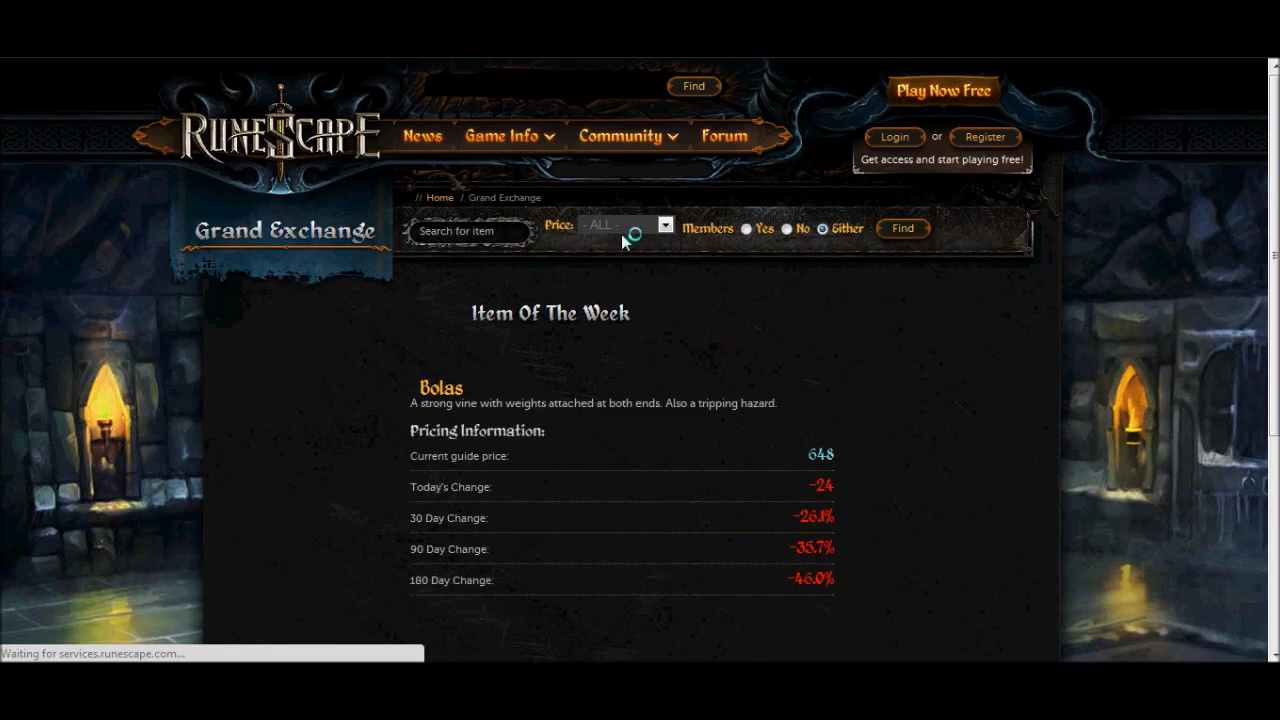 Find
Play Now Free
RUNESCAPE
News Game Info Community Forum
Login or Register
Get access and start playing free!
// Home / Grand Exchange
Grand Exchange
Search for item Price: - ALL - Members Yes No Either Find
Item Of The Week
Bolas
A strong vine with weights attached at both ends. Also a tripping hazard.
Pricing Information:
Current guide price: 648
Today's Change: -24
30 Day Change: -26.1%
90 Day Change: -35.7%
180 Day Change: -46.0%
Waiting for services.runescape.com...